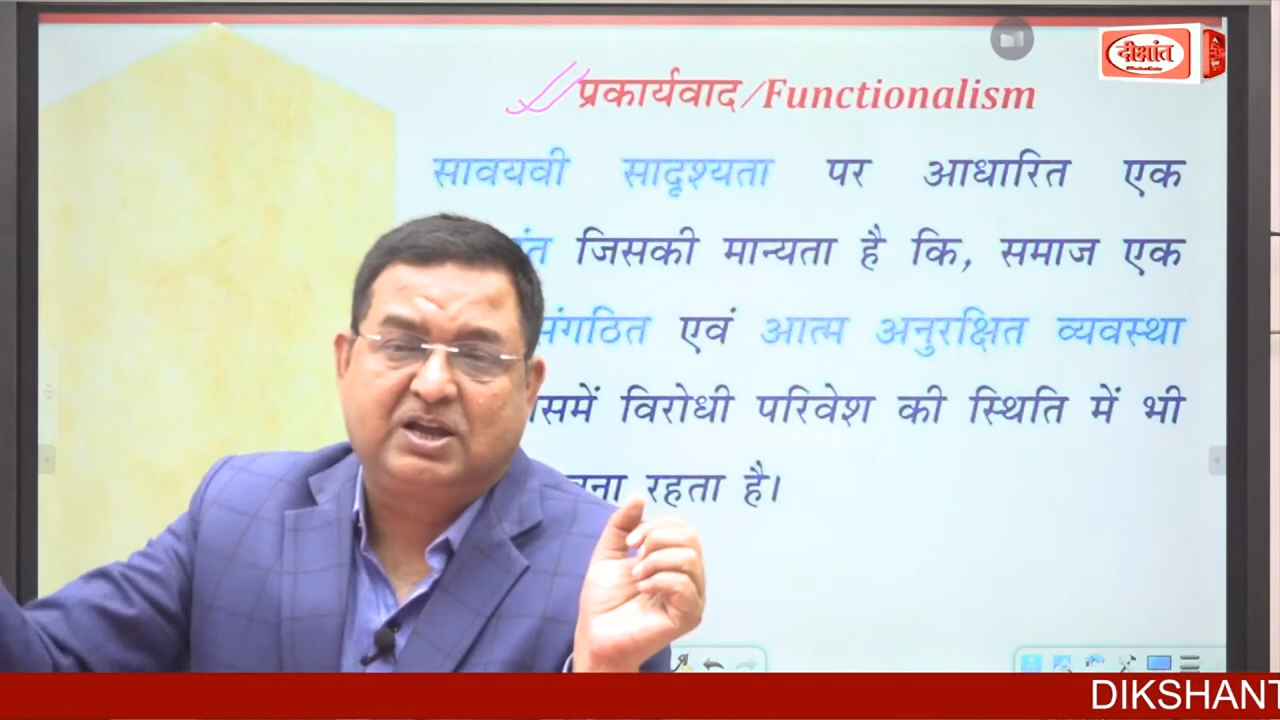 दीक्षांत
प्रकार्यवाद/Functionalism
सावयवी सादृश्यता पर आधारित एक
जिसकी मान्यता है कि, समाज एक
एवं आत्म अनुरक्षित व्यवस्था
विरोधी परिवेश की स्थिति में भी
रहता है।
DIKSHANT